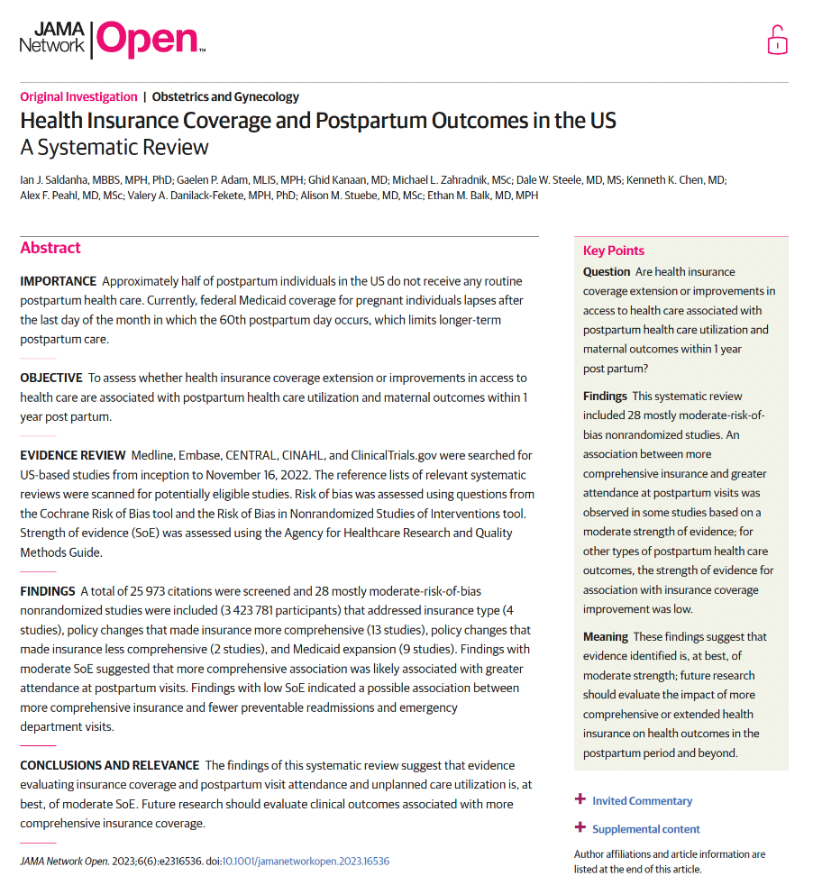 JAMA
Network
Open™
Original Investigation | Obstetrics and Gynecology
Health Insurance Coverage and Postpartum Outcomes in the US
A Systematic Review
Ian J. Saldanha, MBBS, MPH, PhD; Gaelen P. Adam, MLIS, MPH; Ghid Kanaan, MD; Michael L. Zahradnik, MSc; Dale W. Steele, MD, MS; Kenneth K. Chen, MD;
Alex F. Peahl, MD, MSc; Valery A. Danilack-Fekete, MPH, PhD; Alison M. Stuebe, MD, MSc; Ethan M. Balk, MD, MPH
Abstract
IMPORTANCE Approximately half of postpartum individuals in the US do not receive any routine
postpartum health care. Currently, federal Medicaid coverage for pregnant individuals lapses after
the last day of the month in which the 60th postpartum day occurs, which limits longer-term
postpartum care.
OBJECTIVE To assess whether health insurance coverage extension or improvements in access to
health care are associated with postpartum health care utilization and maternal outcomes within 1
year post partum.
EVIDENCE REVIEW Medline, Embase, CENTRAL, CINAHL, and ClinicalTrials.gov were searched for
US-based studies from inception to November 16, 2022. The reference lists of relevant systematic
reviews were scanned for potentially eligible studies. Risk of bias was assessed using questions from
the Cochrane Risk of Bias tool and the Risk of Bias in Nonrandomized Studies of Interventions tool.
Strength of evidence (SoE) was assessed using the Agency for Healthcare Research and Quality
Methods Guide.
FINDINGS A total of 25 973 citations were screened and 28 mostly moderate-risk-of-bias
nonrandomized studies were included (3 423 781 participants) that addressed insurance type (4
studies), policy changes that made insurance more comprehensive (13 studies), policy changes that
made insurance less comprehensive (2 studies), and Medicaid expansion (9 studies). Findings with
moderate SoE suggested that more comprehensive association was likely associated with greater
attendance at postpartum visits. Findings with low SoE indicated a possible association between
more comprehensive insurance and fewer preventable readmissions and emergency
department visits.
CONCLUSIONS AND RELEVANCE The findings of this systematic review suggest that evidence
evaluating insurance coverage and postpartum visit attendance and unplanned care utilization is, at
best, of moderate SoE. Future research should evaluate clinical outcomes associated with more
comprehensive insurance coverage.
JAMA Network Open. 2023;6(6):e2316536. doi:10.1001/jamanetworkopen.2023.16536
Key Points
Question Are health insurance
coverage extension or improvements in
access to health care associated with
postpartum health care utilization and
maternal outcomes within 1 year
post partum?
Findings This systematic review
included 28 mostly moderate-risk-of-
bias nonrandomized studies. An
association between more
comprehensive insurance and greater
attendance at postpartum visits was
observed in some studies based on a
moderate strength of evidence; for
other types of postpartum health care
outcomes, the strength of evidence for
association with insurance coverage
improvement was low.
Meaning These findings suggest that
evidence identified is, at best, of
moderate strength; future research
should evaluate the impact of more
comprehensive or extended health
insurance on health outcomes in the
postpartum period and beyond.
+ Invited Commentary
+ Supplemental content
Author affiliations and article information are
listed at the end of this article.